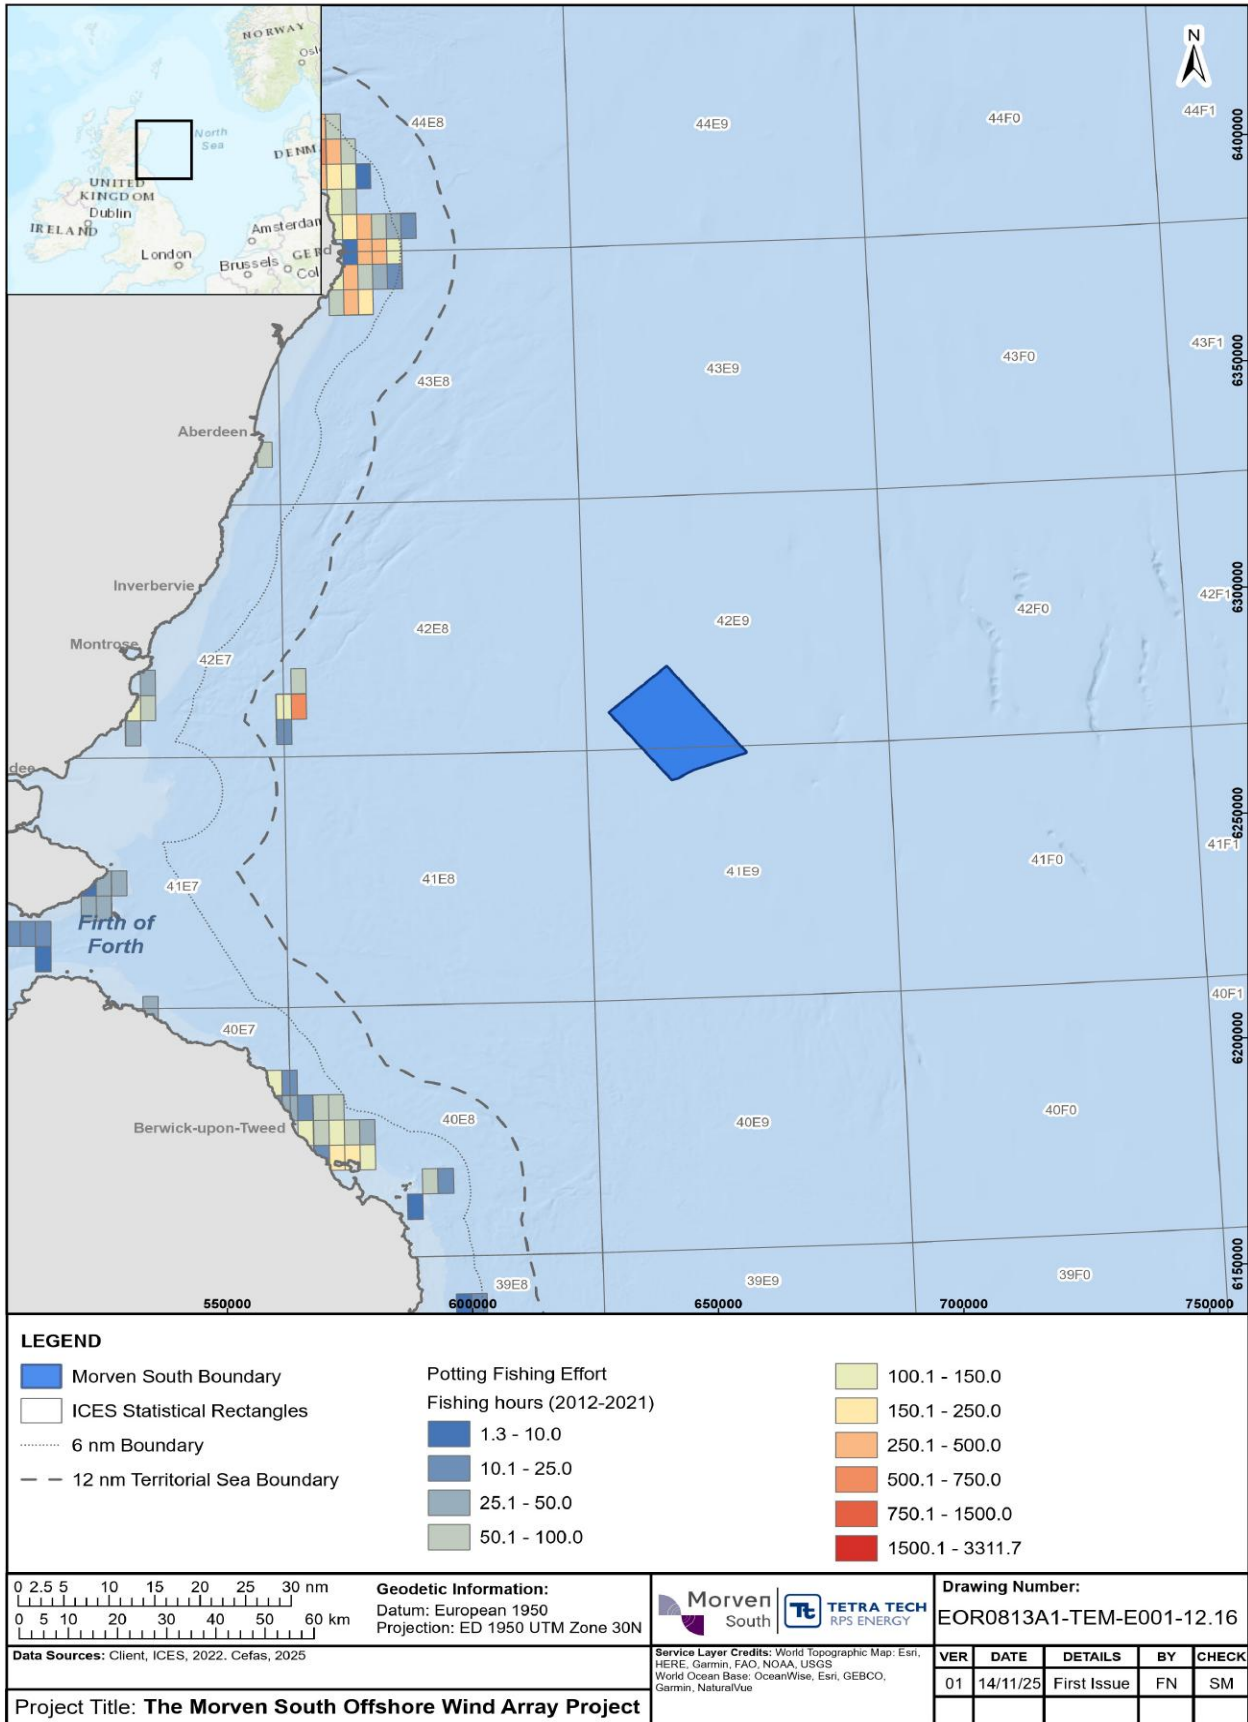 NORWAY
Oslo
North
Sea
DENM
UNITED
KINGDOM
Dublin
IRELAND
Amsterdam
London
Brussels
GER
Col
N
44E8
44E9
44F0
44F1
6400000
43E8
43E9
43F0
43F1
6350000
Aberdeen
Inverbervie
Montrose
42E7
42E8
42E9
42F0
42F1
6300000
dee
6250000
41E7
41E8
41E9
41F0
41F1
Firth of
Forth
40E7
40E8
40E9
40F0
40F1
6200000
Berwick-upon-Tweed
39E8
39E9
39F0
6150000
550000
600000
650000
700000
750000
LEGEND
Morven South Boundary
ICES Statistical Rectangles
6 nm Boundary
12 nm Territorial Sea Boundary
Potting Fishing Effort
Fishing hours (2012-2021)
1.3 - 10.0
10.1 - 25.0
25.1 - 50.0
50.1 - 100.0
100.1 - 150.0
150.1 - 250.0
250.1 - 500.0
500.1 - 750.0
750.1 - 1500.0
1500.1 - 3311.7
0 2.5 5 10 15 20 25 30 nm
0 5 10 20 30 40 50 60 km
Geodetic Information:
Datum: European 1950
Projection: ED 1950 UTM Zone 30N
Data Sources: Client, ICES, 2022. Cefas, 2025
Project Title: The Morven South Offshore Wind Array Project
Morven
South
Tt TETRA TECH
RPS ENERGY
Service Layer Credits: World Topographic Map: Esri,
HERE, Garmin, FAO, NOAA, USGS
World Ocean Base: OceanWise, Esri, GEBCO,
Garmin, NaturalVue
Drawing Number:
EOR0813A1-TEM-E001-12.16
VER DATE DETAILS BY CHECK
01 14/11/25 First Issue FN SM